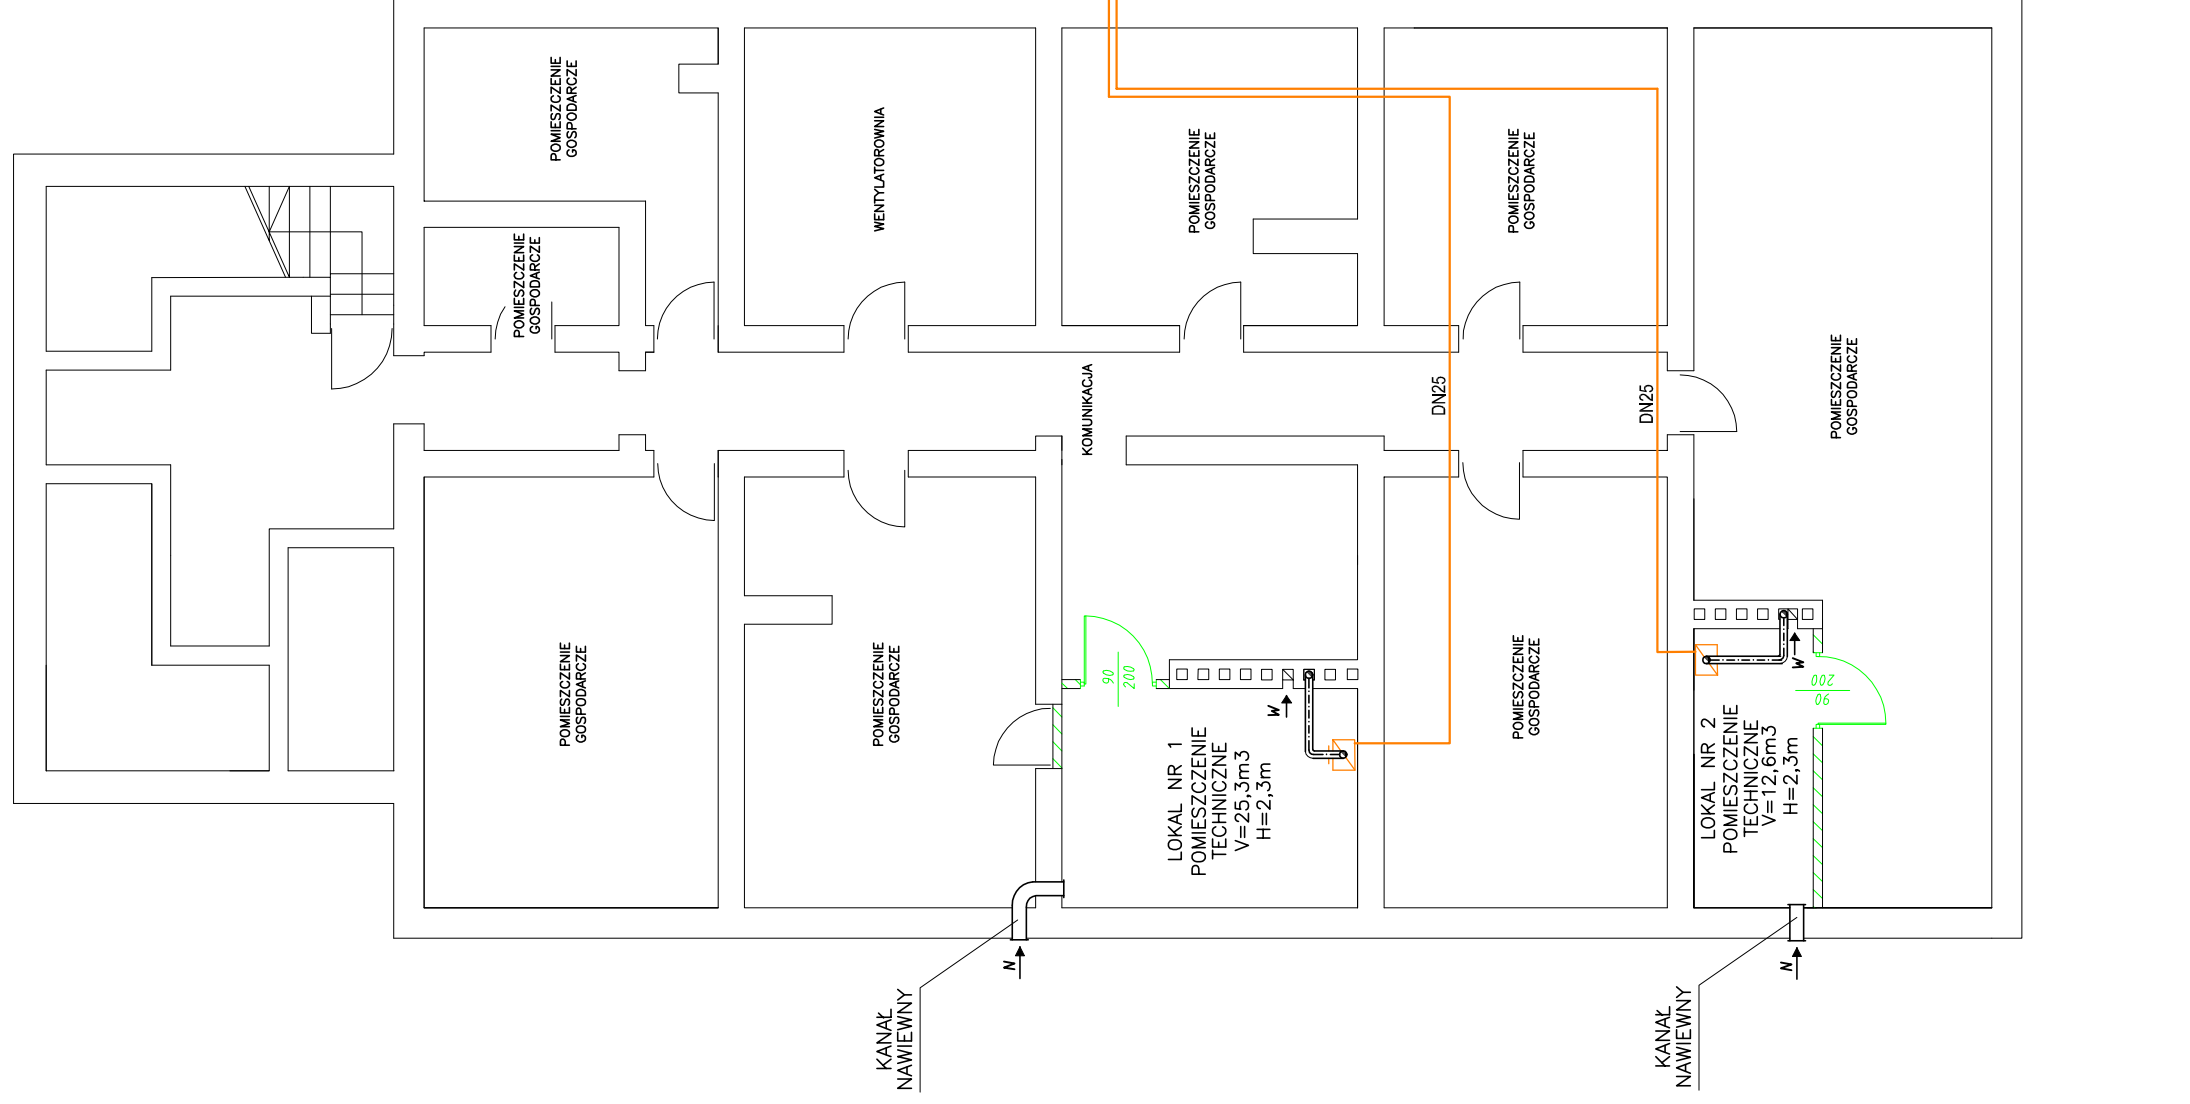 POMIESZCZENIE
GOSPODARCZE
WENTYLATOROWNIA
POMIESZCZENIE
GOSPODARCZE
POMIESZCZENIE
GOSPODARCZE
POMIESZCZENIE
GOSPODARCZE
KOMUNIKACJA
DN25
DN25
POMIESZCZENIE
GOSPODARCZE
POMIESZCZENIE
GOSPODARCZE
POMIESZCZENIE
GOSPODARCZE
90
200
W
LOKAL NR 1
POMIESZCZENIE
TECHNICZNE
V=25,3m3
H=2,3m
POMIESZCZENIE
GOSPODARCZE
W
90
200
LOKAL NR 2
POMIESZCZENIE
TECHNICZNE
V=12,6m3
H=2,3m
N
KANAŁ
NAWIEWNY
N
KANAŁ
NAWIEWNY